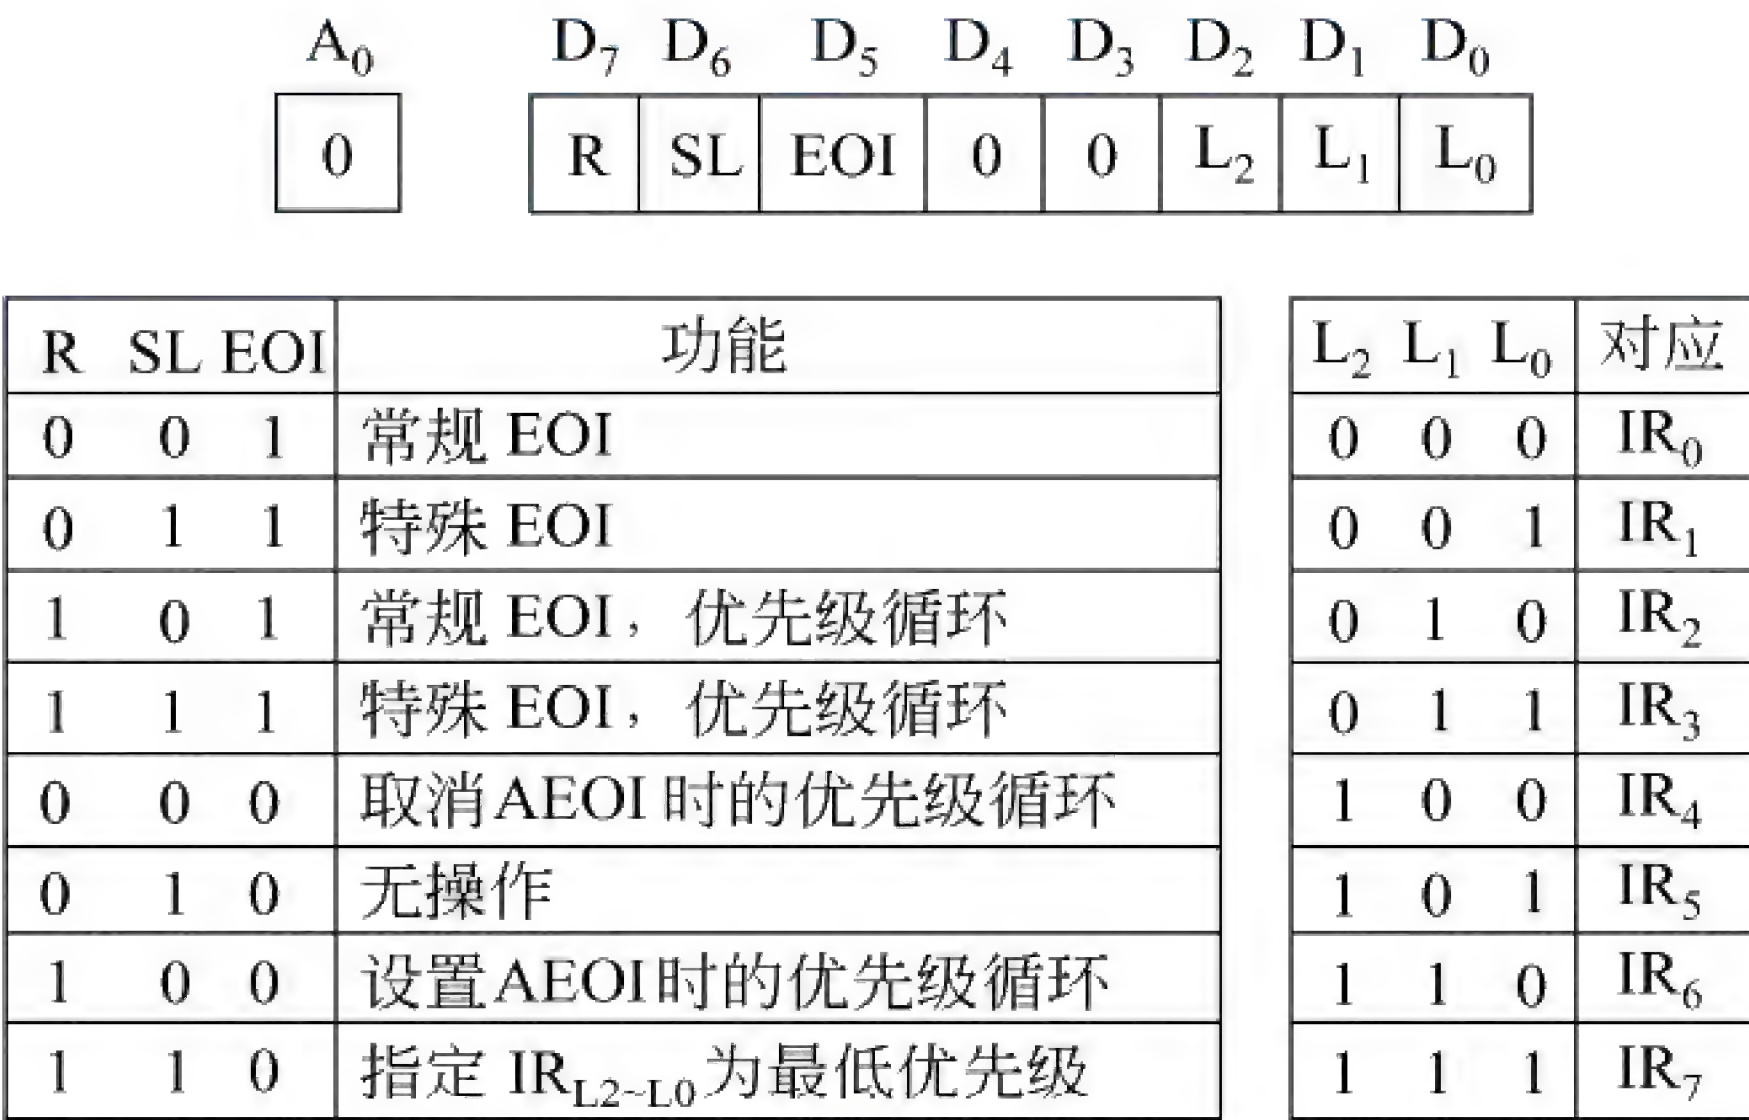 A₀ D₇ D₆ D₅ D₄ D₃ D₂ D₁ D₀
0 R SL EOI 0 0 L₂ L₁ L₀
R SL EOI 功能 L₂ L₁ L₀ 对应
0 0 1 常规 EOI 0 0 0 IR₀
0 1 1 特殊 EOI 0 0 1 IR₁
1 0 1 常规 EOI，优先级循环 0 1 0 IR₂
1 1 1 特殊 EOI，优先级循环 0 1 1 IR₃
0 0 0 取消AEOI 时的优先级循环 1 0 0 IR₄
0 1 0 无操作 1 0 1 IR₅
1 0 0 设置AEOI时的优先级循环 1 1 0 IR₆
1 1 0 指定 IR_L2~L0为最低优先级 1 1 1 IR₇